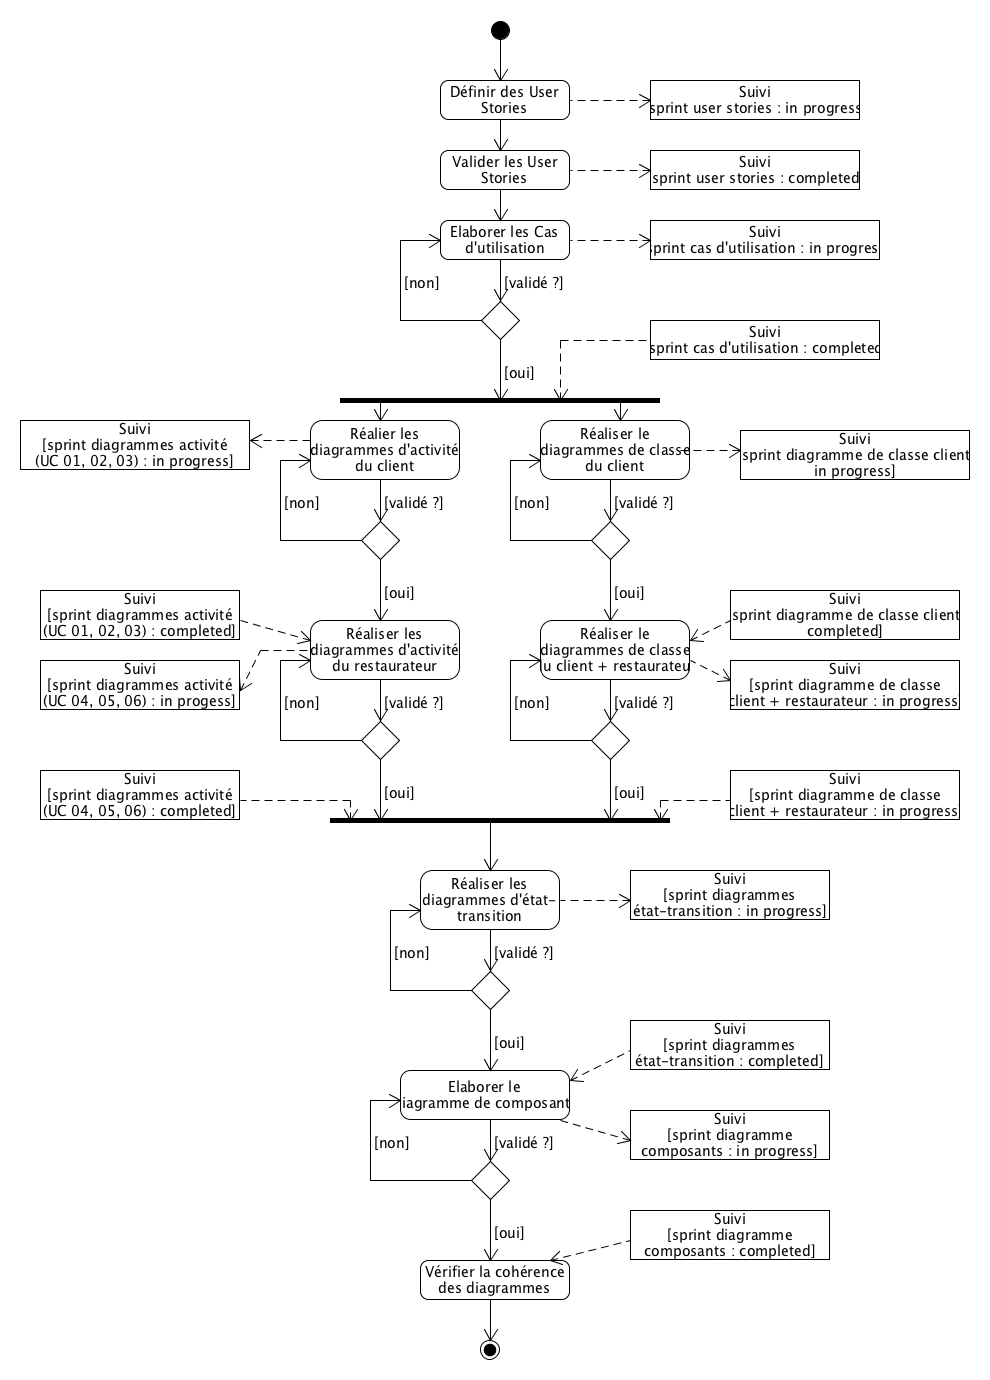 Définir des User
Stories
Suivi
sprint user stories : in progress
Valider les User
Stories
Suivi
sprint user stories : completed
Elaborer les Cas
d'utilisation
Suivi
sprint cas d'utilisation : in progres
[non]
[validé ?]
Suivi
sprint cas d'utilisation : completed
[oui]
Suivi
[sprint diagrammes activité
(UC 01, 02, 03) : in progress]
Réalier les
diagrammes d'activité
du client
Réaliser le
diagrammes de classe
du client
Suivi
sprint diagramme de classe client
in progress]
[non]
[validé ?]
[non]
[validé ?]
[oui]
[oui]
Suivi
[sprint diagrammes activité
(UC 01, 02, 03) : completed]
Réaliser les
diagrammes d'activité
du restaurateur
Réaliser le
diagrammes de classe
u client + restaurateu
Suivi
sprint diagramme de classe client
completed]
Suivi
[sprint diagrammes activité
(UC 04, 05, 06) : in progess]
Suivi
[sprint diagramme de classe
client + restaurateur : in progress]
[non]
[validé ?]
[non]
[validé ?]
Suivi
[sprint diagrammes activité
(UC 04, 05, 06) : completed]
[oui]
[oui]
Suivi
[sprint diagramme de classe
client + restaurateur : in progress]
Réaliser les
diagrammes d'état-
transition
Suivi
[sprint diagrammes
état-transition : in progress]
[non]
[validé ?]
[oui]
Suivi
[sprint diagrammes
état-transition : completed]
Elaborer le
iagramme de composant
Suivi
[sprint diagramme
composants : in progress]
[non]
[validé ?]
[oui]
Suivi
[sprint diagramme
composants : completed]
Vérifier la cohérence
des diagrammes